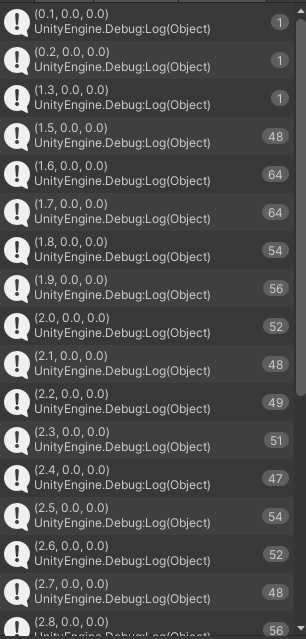 (0.1, 0.0, 0.0)
UnityEngine.Debug:Log(Object)
1
(0.2, 0.0, 0.0)
UnityEngine.Debug:Log(Object)
1
(1.3, 0.0, 0.0)
UnityEngine.Debug:Log(Object)
1
(1.5, 0.0, 0.0)
UnityEngine.Debug:Log(Object)
48
(1.6, 0.0, 0.0)
UnityEngine.Debug:Log(Object)
64
(1.7, 0.0, 0.0)
UnityEngine.Debug:Log(Object)
64
(1.8, 0.0, 0.0)
UnityEngine.Debug:Log(Object)
54
(1.9, 0.0, 0.0)
UnityEngine.Debug:Log(Object)
56
(2.0, 0.0, 0.0)
UnityEngine.Debug:Log(Object)
52
(2.1, 0.0, 0.0)
UnityEngine.Debug:Log(Object)
48
(2.2, 0.0, 0.0)
UnityEngine.Debug:Log(Object)
49
(2.3, 0.0, 0.0)
UnityEngine.Debug:Log(Object)
51
(2.4, 0.0, 0.0)
UnityEngine.Debug:Log(Object)
47
(2.5, 0.0, 0.0)
UnityEngine.Debug:Log(Object)
54
(2.6, 0.0, 0.0)
UnityEngine.Debug:Log(Object)
52
(2.7, 0.0, 0.0)
UnityEngine.Debug:Log(Object)
48
(2.8, 0.0, 0.0)
UnityEngine.Debug:Log(Object)
56